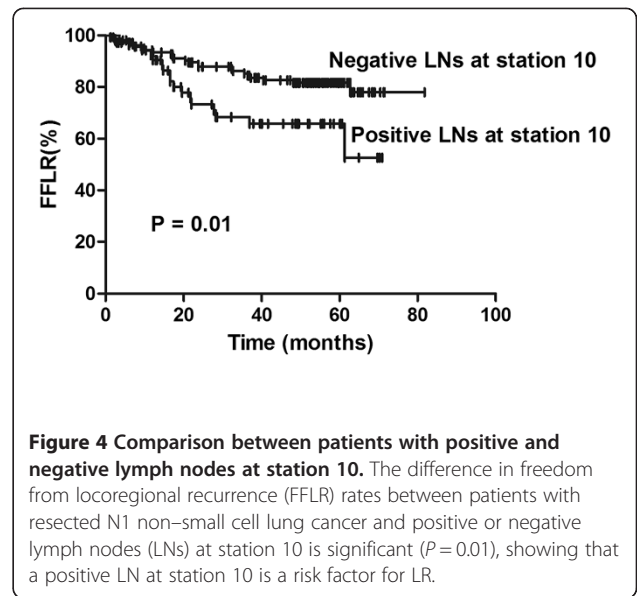 100
80
60
40
20
0
FFLR(%)
Negative LNs at station 10
Positive LNs at station 10
P = 0.01
0 20 40 60 80 100
Time (months)
Figure 4 Comparison between patients with positive and
negative lymph nodes at station 10. The difference in freedom
from locoregional recurrence (FFLR) rates between patients with
resected N1 non–small cell lung cancer and positive or negative
lymph nodes (LNs) at station 10 is significant (P = 0.01), showing that
a positive LN at station 10 is a risk factor for LR.